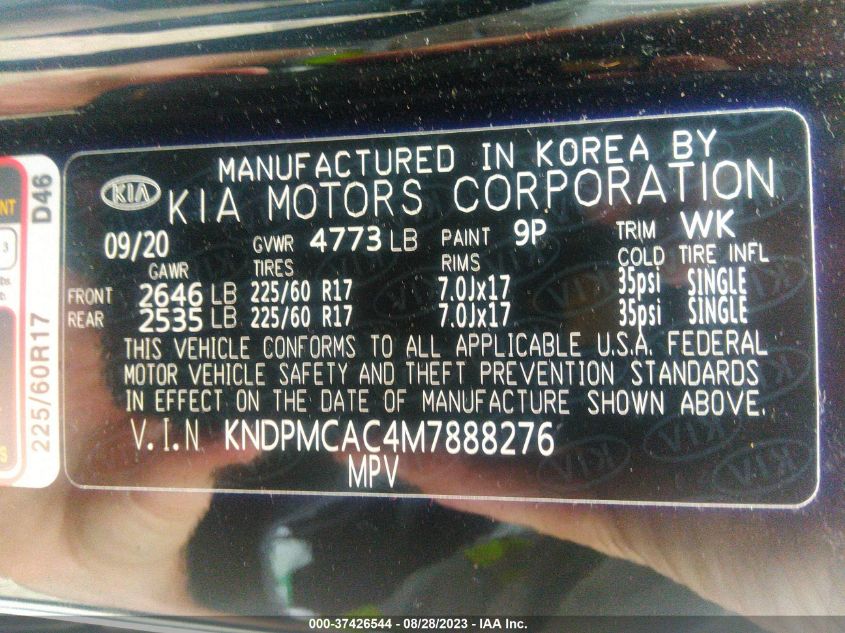 MANUFACTURED IN KOREA BY
KIA KIA MOTORS CORPORATION
09/20 GVWR 4773 LB PAINT 9P TRIM WK
GAWR TIRES RIMS COLD TIRE INFL
FRONT 2646 LB 225/60 R17 7.0Jx17 35psi SINGLE
REAR 2535 LB 225/60 R17 7.0Jx17 35psi SINGLE
THIS VEHICLE CONFORMS TO ALL APPLICABLE U.S.A. FEDERAL
MOTOR VEHICLE SAFETY AND THEFT PREVENTION STANDARDS
IN EFFECT ON THE DATE OF MANUFACTURE SHOWN ABOVE.
V.I.N KNDPMCAC4M7888276
MPV
225/60R17 D46
3
000-37426544 - 08/28/2023 - IAA Inc.